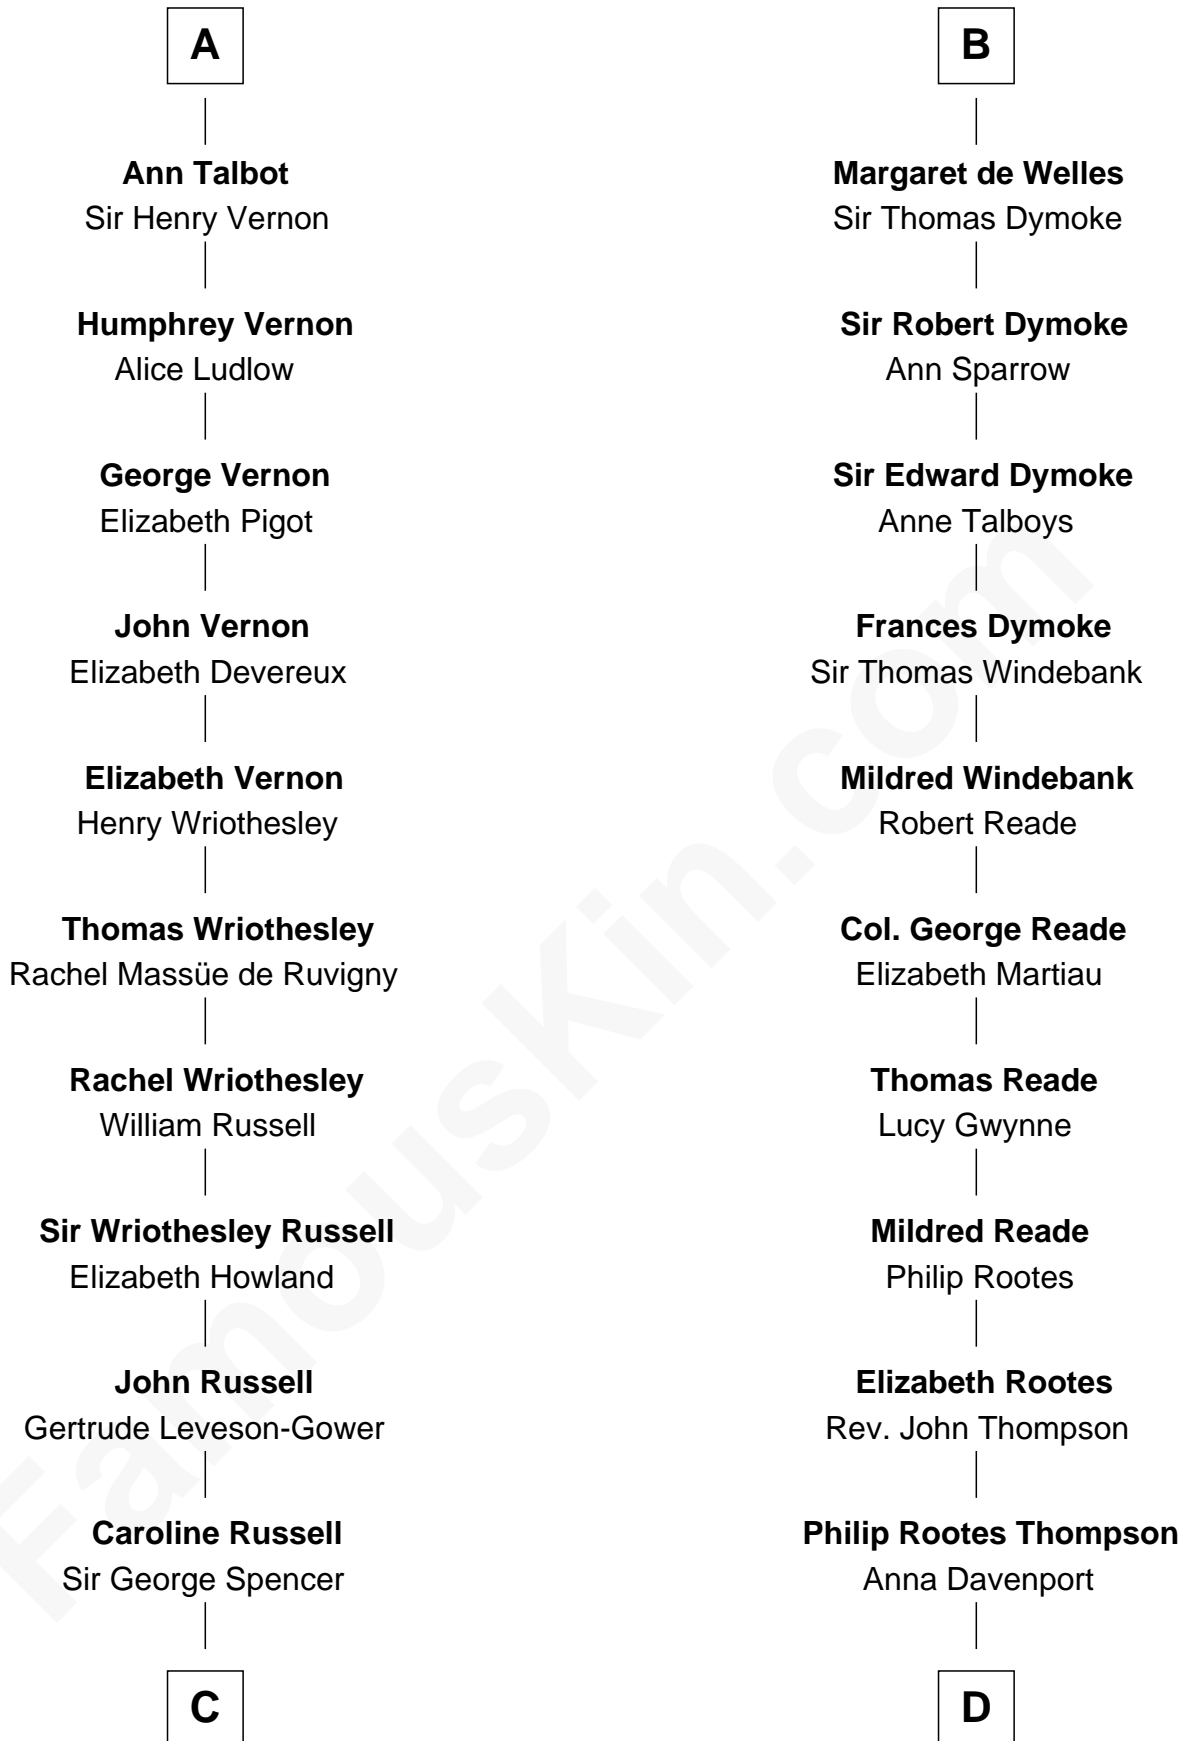 A
Ann Talbot
Sir Henry Vernon
Humphrey Vernon
Alice Ludlow
George Vernon
Elizabeth Pigot
John Vernon
Elizabeth Devereux
Elizabeth Vernon
Henry Wriothesley
Thomas Wriothesley
Rachel Massüe de Ruvigny
Rachel Wriothesley
William Russell
Sir Wriothesley Russell
Elizabeth Howland
John Russell
Gertrude Leveson-Gower
Caroline Russell
Sir George Spencer
C
B
Margaret de Welles
Sir Thomas Dymoke
Sir Robert Dymoke
Ann Sparrow
Sir Edward Dymoke
Anne Talboys
Frances Dymoke
Sir Thomas Windebank
Mildred Windebank
Robert Reade
Col. George Reade
Elizabeth Martiau
Thomas Reade
Lucy Gwynne
Mildred Reade
Philip Rootes
Elizabeth Rootes
Rev. John Thompson
Philip Rootes Thompson
Anna Davenport
D
FamousKin.com